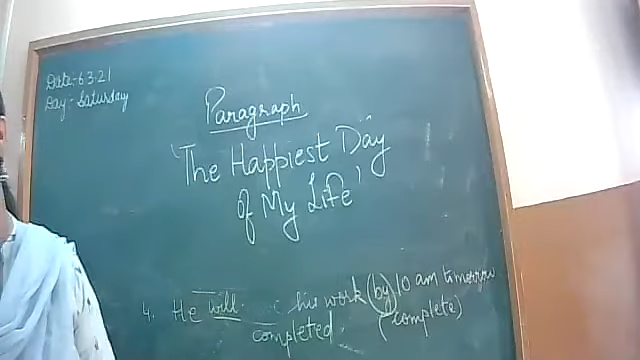 Date:- 6.3.21
Day:- Saturday
Paragraph
'The Happiest Day
of My Life'
4. He will his work (by) 10 am tomorrow
completed. (complete)